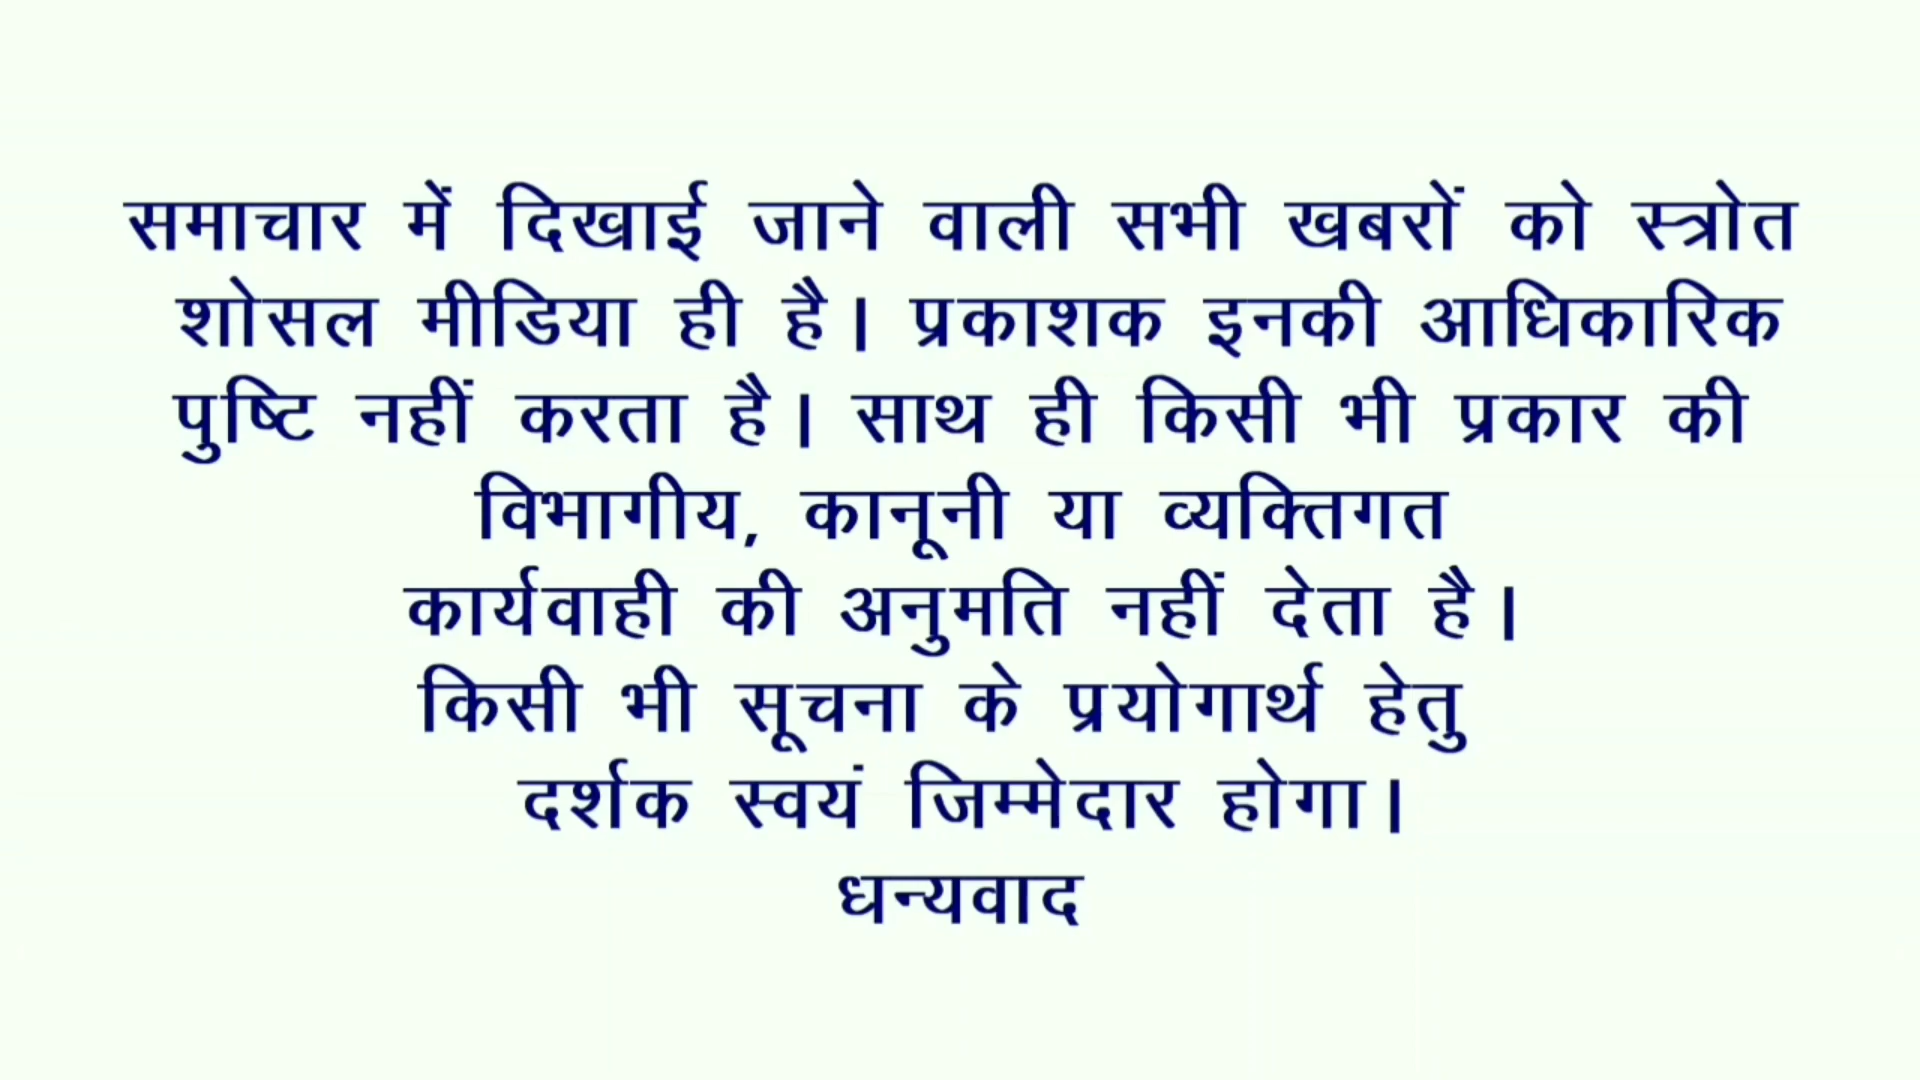 समाचार में दिखाई जाने वाली सभी खबरों को स्त्रोत
शोसल मीडिया ही है। प्रकाशक इनकी आधिकारिक
पुष्टि नहीं करता है। साथ ही किसी भी प्रकार की
विभागीय, कानूनी या व्यक्तिगत
कार्यवाही की अनुमति नहीं देता है।
किसी भी सूचना के प्रयोगार्थ हेतु
दर्शक स्वयं जिम्मेदार होगा।
धन्यवाद